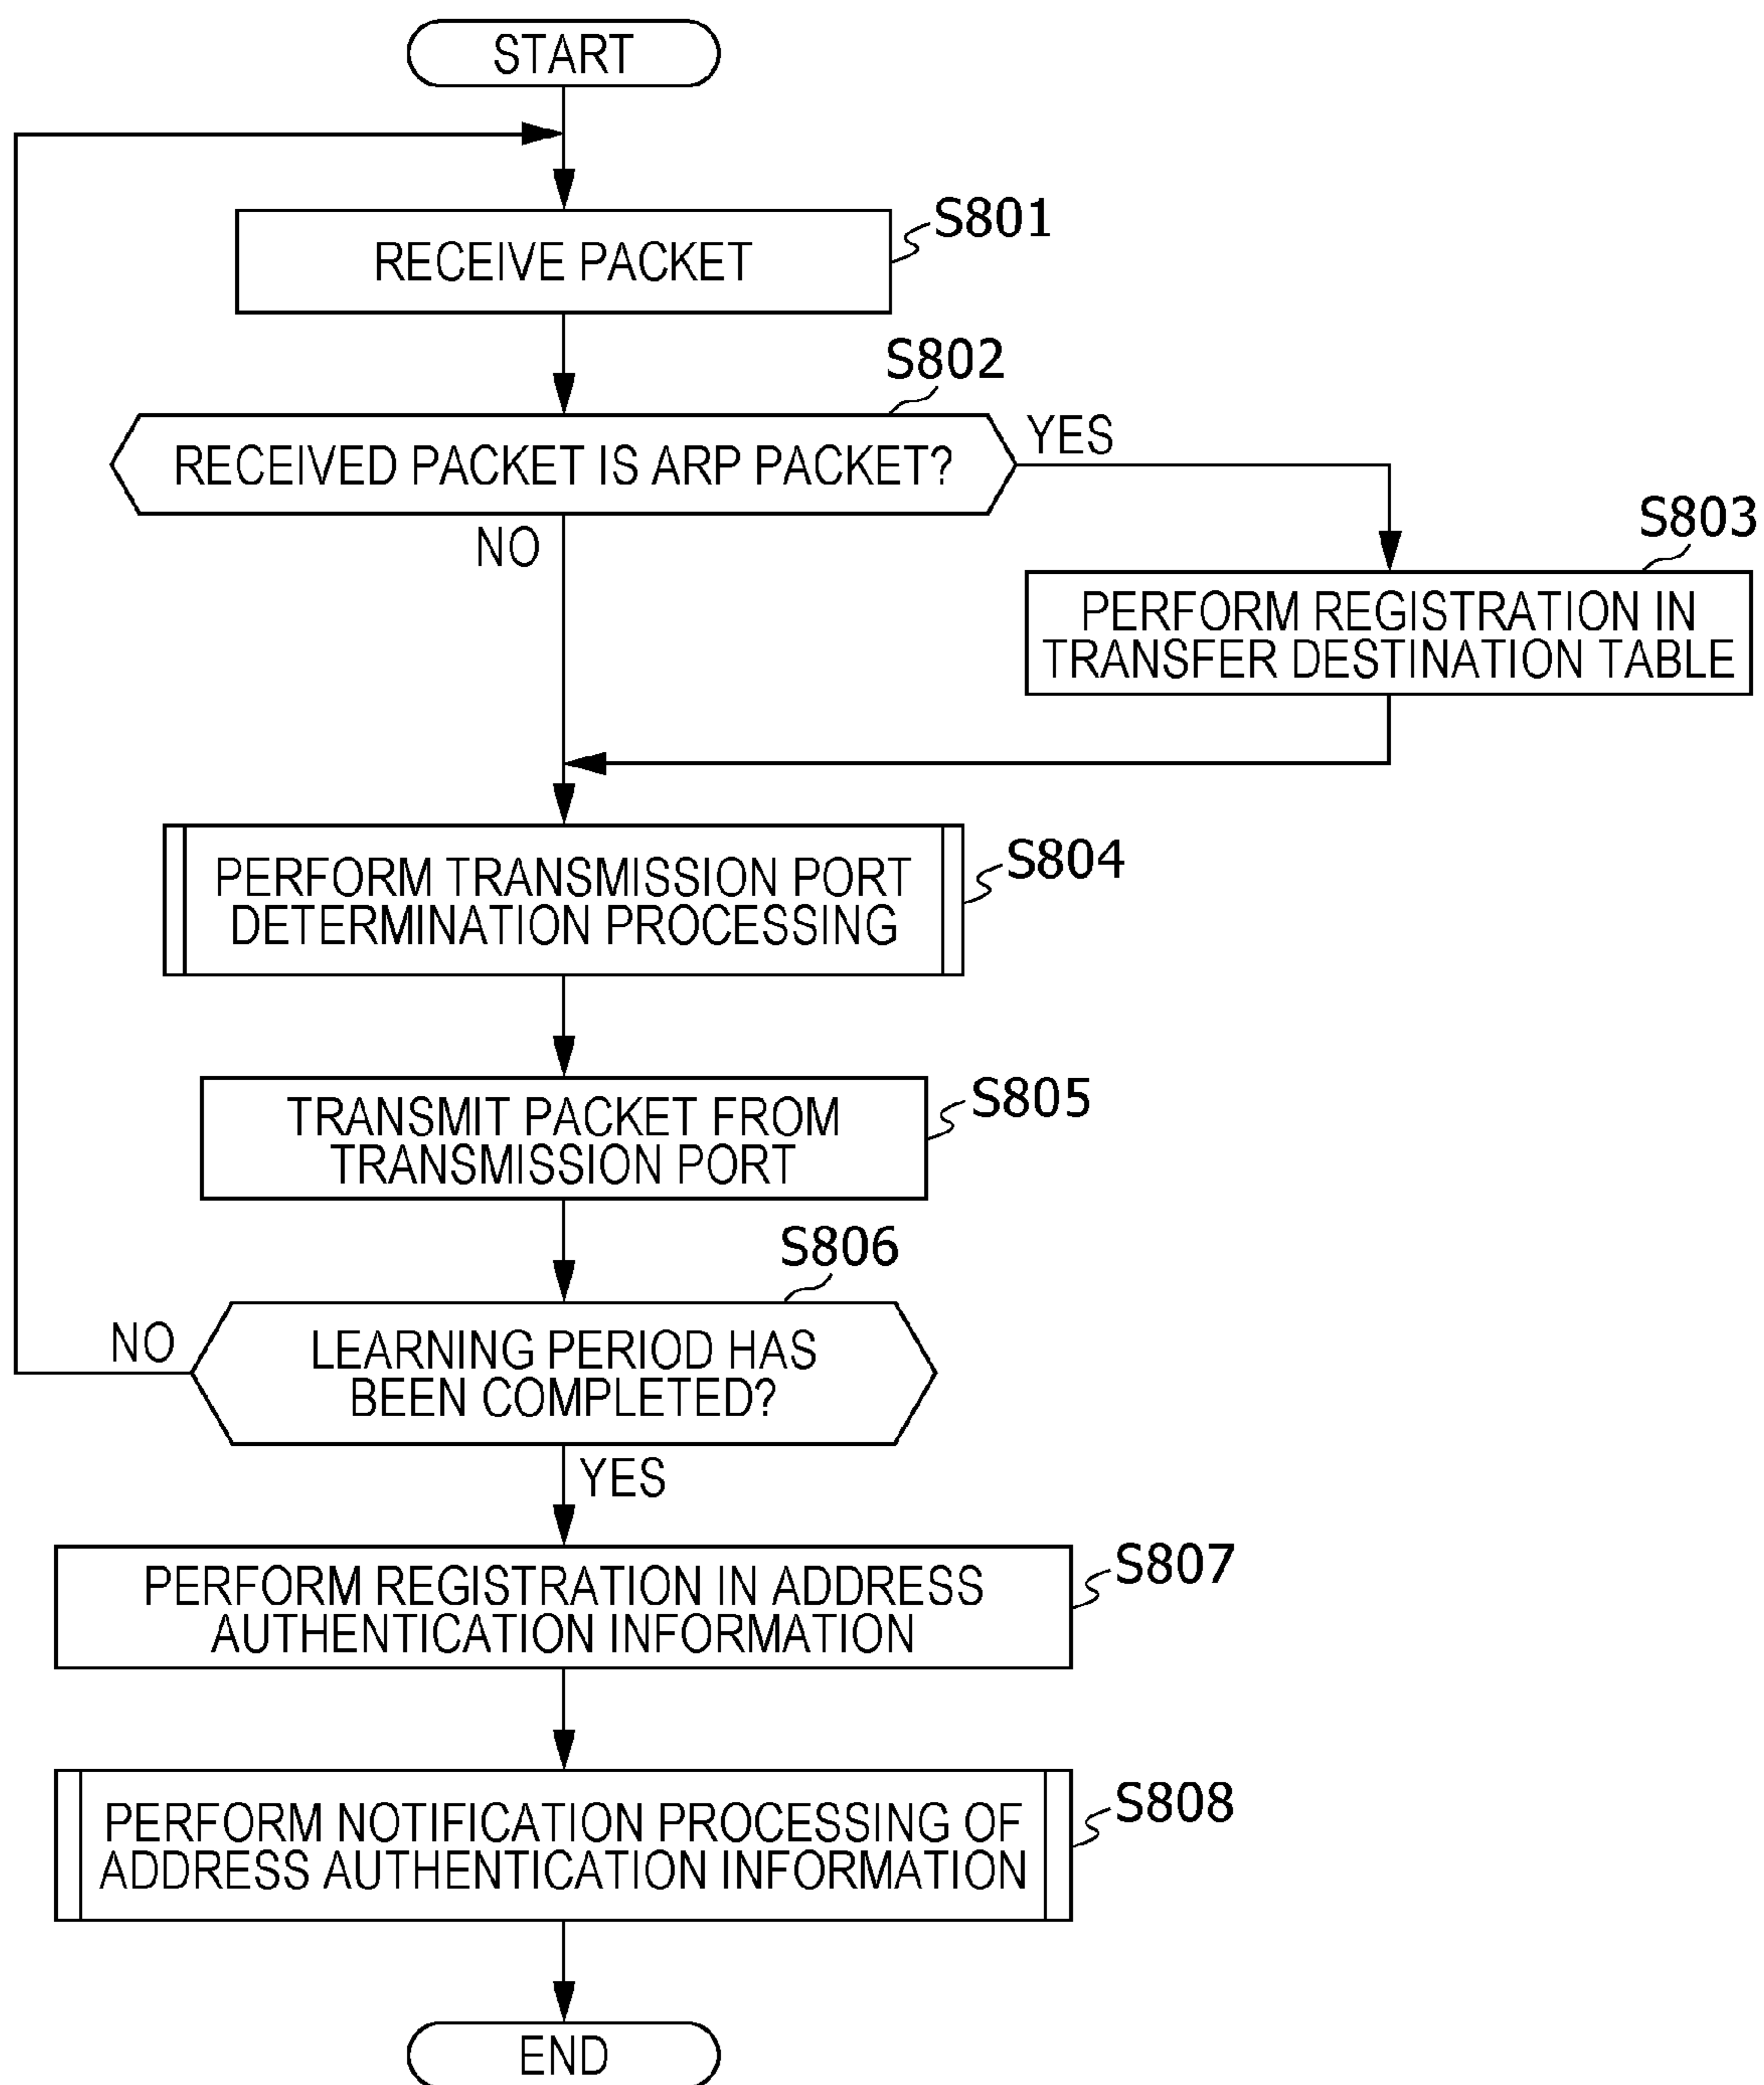 START
S801
RECEIVE PACKET
S802
RECEIVED PACKET IS ARP PACKET?
YES
NO
S803
PERFORM REGISTRATION IN
TRANSFER DESTINATION TABLE
S804
PERFORM TRANSMISSION PORT
DETERMINATION PROCESSING
S805
TRANSMIT PACKET FROM
TRANSMISSION PORT
S806
NO
LEARNING PERIOD HAS
BEEN COMPLETED?
YES
S807
PERFORM REGISTRATION IN ADDRESS
AUTHENTICATION INFORMATION
S808
PERFORM NOTIFICATION PROCESSING OF
ADDRESS AUTHENTICATION INFORMATION
END